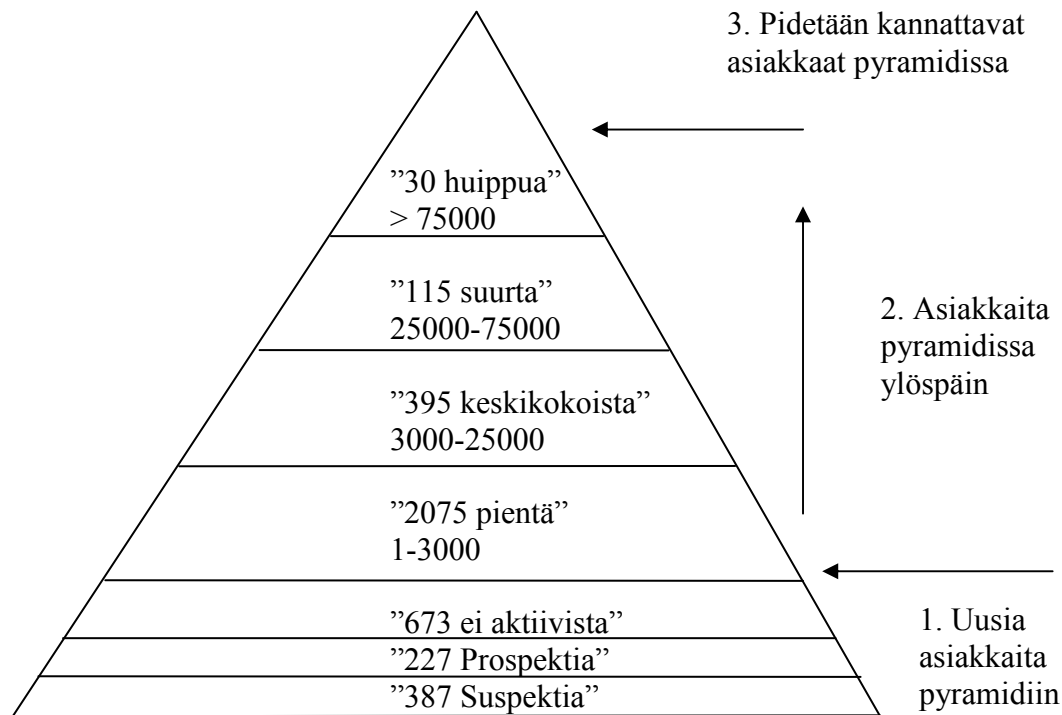 3. Pidetään kannattavat
asiakkaat pyramidissa
”30 huippua”
> 75000
”115 suurta”
25000-75000
2. Asiakkaita
pyramidissa
ylöspäin
”395 keskikokoista”
3000-25000
”2075 pientä”
1-3000
”673 ei aktiivista”
”227 Prospektia”
”387 Suspektia”
1. Uusia
asiakkaita
pyramidiin